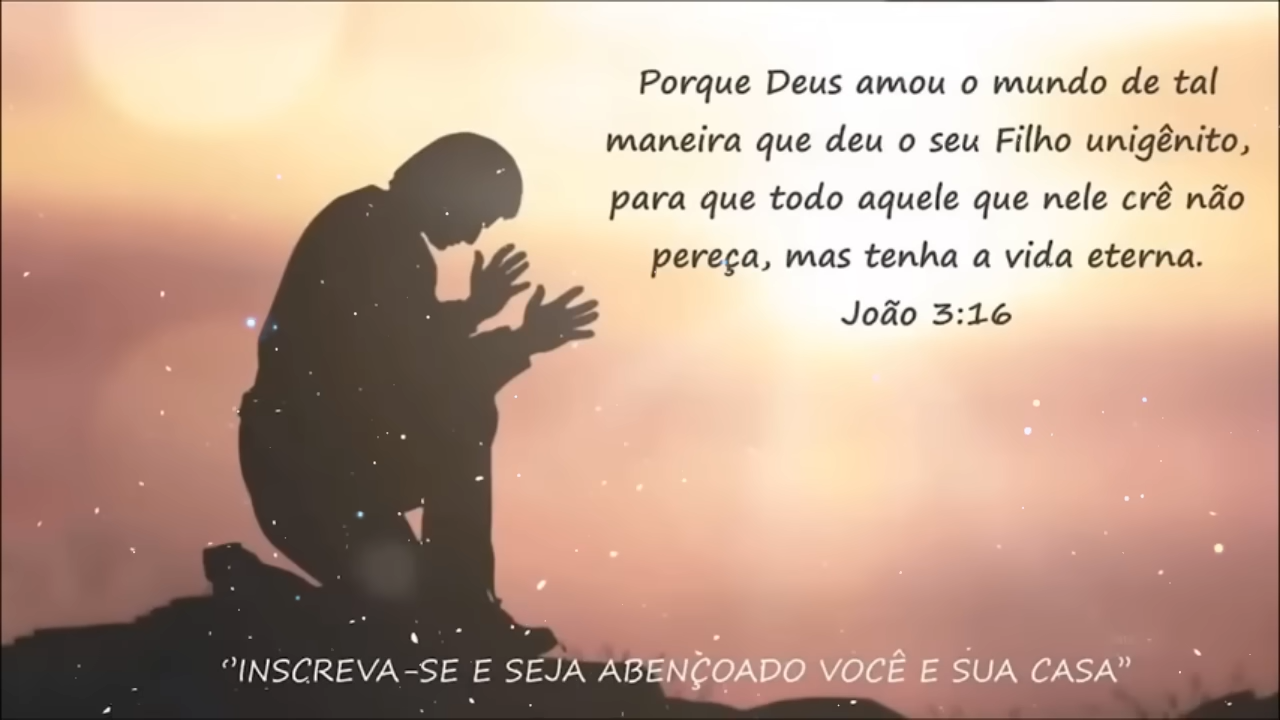 Porque Deus amou o mundo de tal
maneira que deu o seu Filho unigênito,
para que todo aquele que nele crê não
pereça, mas tenha a vida eterna.
João 3:16
‘’INSCREVA-SE E SEJA ABENÇOADO VOCÊ E SUA CASA’’